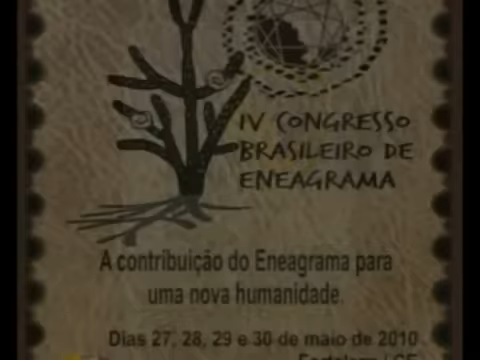 IV CONGRESSO
BRASILEIRO DE
ENEAGRAMA
A contribuição do Eneagrama para
uma nova humanidade.
Dias 27, 28, 29 e 30 de maio de 2010